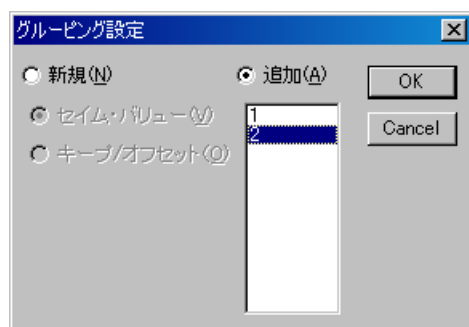 グルーピング設定
新規(N)
追加(A)
OK
セイム・バリュー(V)
1
2
Cancel
キープ/オフセット(O)